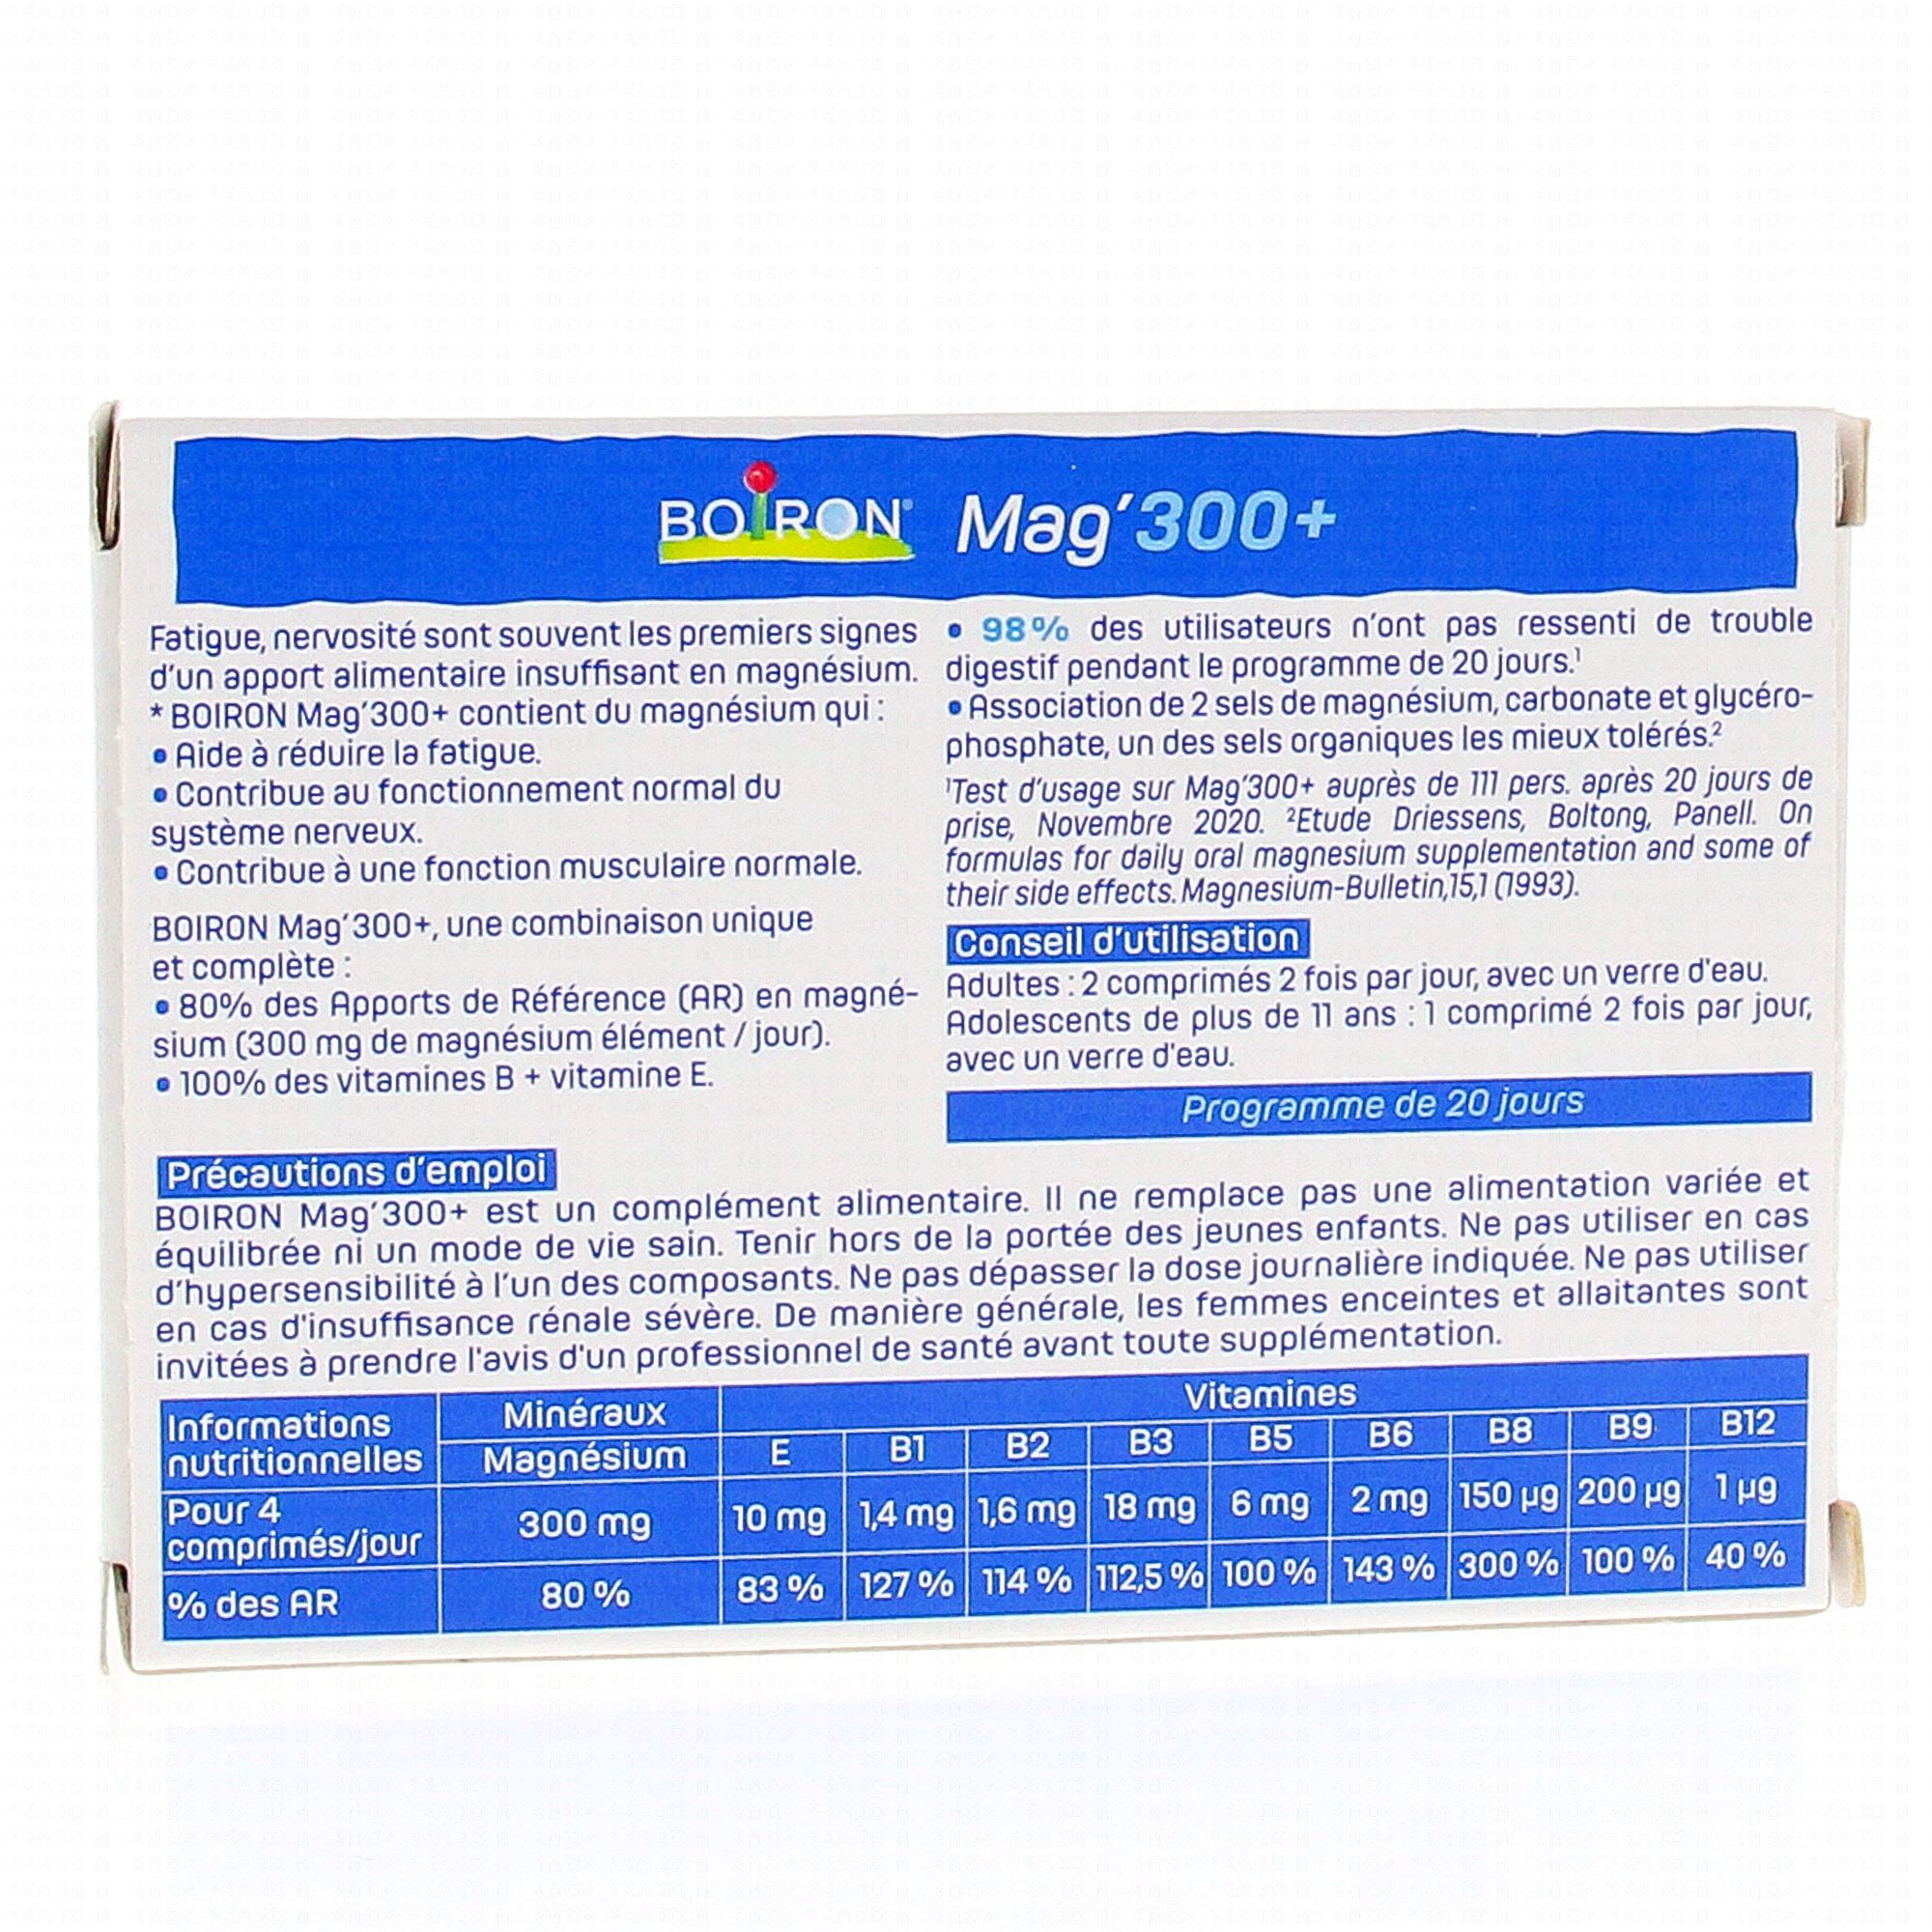 BOIRON® Mag'300+
Fatigue, nervosité sont souvent les premiers signes
d'un apport alimentaire insuffisant en magnésium.
* BOIRON Mag'300+ contient du magnésium qui :
• Aide à réduire la fatigue.
• Contribue au fonctionnement normal du
système nerveux.
• Contribue à une fonction musculaire normale.
BOIRON Mag'300+, une combinaison unique
et complète :
• 80% des Apports de Référence (AR) en magné-
sium (300 mg de magnésium élément / jour).
• 100% des vitamines B + vitamine E.
• 98% des utilisateurs n'ont pas ressenti de trouble
digestif pendant le programme de 20 jours.¹
• Association de 2 sels de magnésium, carbonate et glycéro-
phosphate, un des sels organiques les mieux tolérés.²
¹Test d'usage sur Mag'300+ auprès de 111 pers. après 20 jours de
prise, Novembre 2020. ²Etude Driessens, Boltong, Panell. On
formulas for daily oral magnesium supplementation and some of
their side effects. Magnesium-Bulletin,15,1 (1993).
Conseil d'utilisation
Adultes : 2 comprimés 2 fois par jour, avec un verre d'eau.
Adolescents de plus de 11 ans : 1 comprimé 2 fois par jour,
avec un verre d'eau.
Programme de 20 jours
Précautions d'emploi
BOIRON Mag'300+ est un complément alimentaire. Il ne remplace pas une alimentation variée et
équilibrée ni un mode de vie sain. Tenir hors de la portée des jeunes enfants. Ne pas utiliser en cas
d'hypersensibilité à l'un des composants. Ne pas dépasser la dose journalière indiquée. Ne pas utiliser
en cas d'insuffisance rénale sévère. De manière générale, les femmes enceintes et allaitantes sont
invitées à prendre l'avis d'un professionnel de santé avant toute supplémentation.
Informations nutritionnelles Minéraux Vitamines
Magnésium E B1 B2 B3 B5 B6 B8 B9 B12
Pour 4 comprimés/jour 300 mg 10 mg 1,4 mg 1,6 mg 18 mg 6 mg 2 mg 150 µg 200 µg 1 µg
% des AR 80 % 83 % 127 % 114 % 112,5 % 100 % 143 % 300 % 100 % 40 %